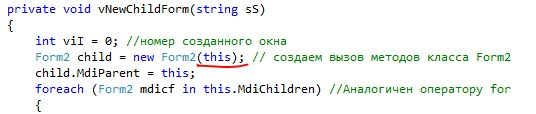 private void vNewChildForm(string sS)
{
int viI = 0; //номер созданного окна
Form2 child = new Form2(this); // создаем вызов методов класса Form2
child.MdiParent = this;
foreach (Form2 mdicf in this.MdiChildren) //Аналогичен оператору for
{